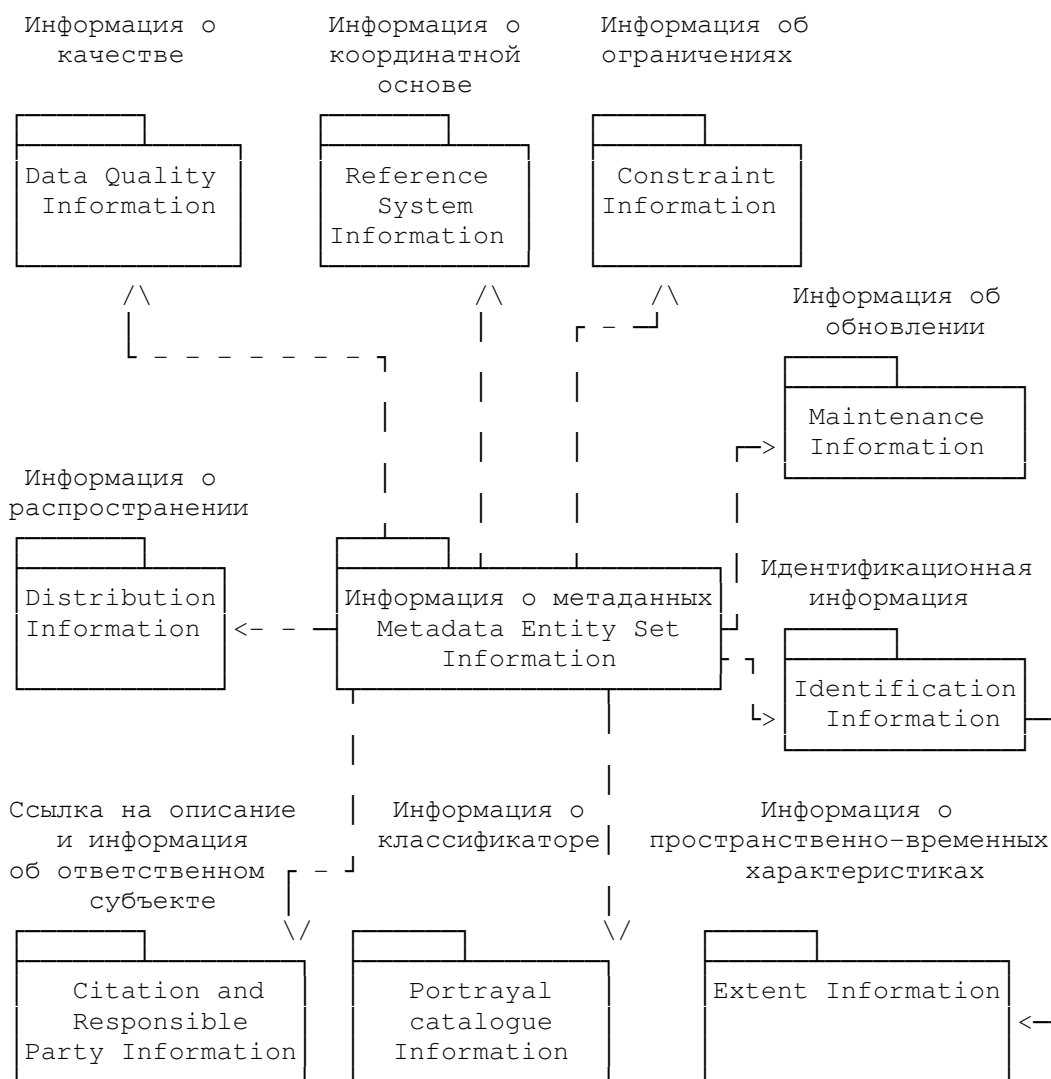 Информация о
качестве
Информация о
координатной
основе
Информация об
ограничениях
Data Quality
Information
Reference
System
Information
Constraint
Information
Информация об
обновлении
Maintenance
Information
Информация о
распространении
Distribution
Information
Информация о метаданных
Metadata Entity Set
Information
Идентификационная
информация
Identification
Information
Ссылка на описание
и информация
об ответственном
субъекте
Информация о
классификаторе
Информация о
пространственно-временных
характеристиках
Citation and
Responsible
Party Information
Portrayal
catalogue
Information
Extent Information